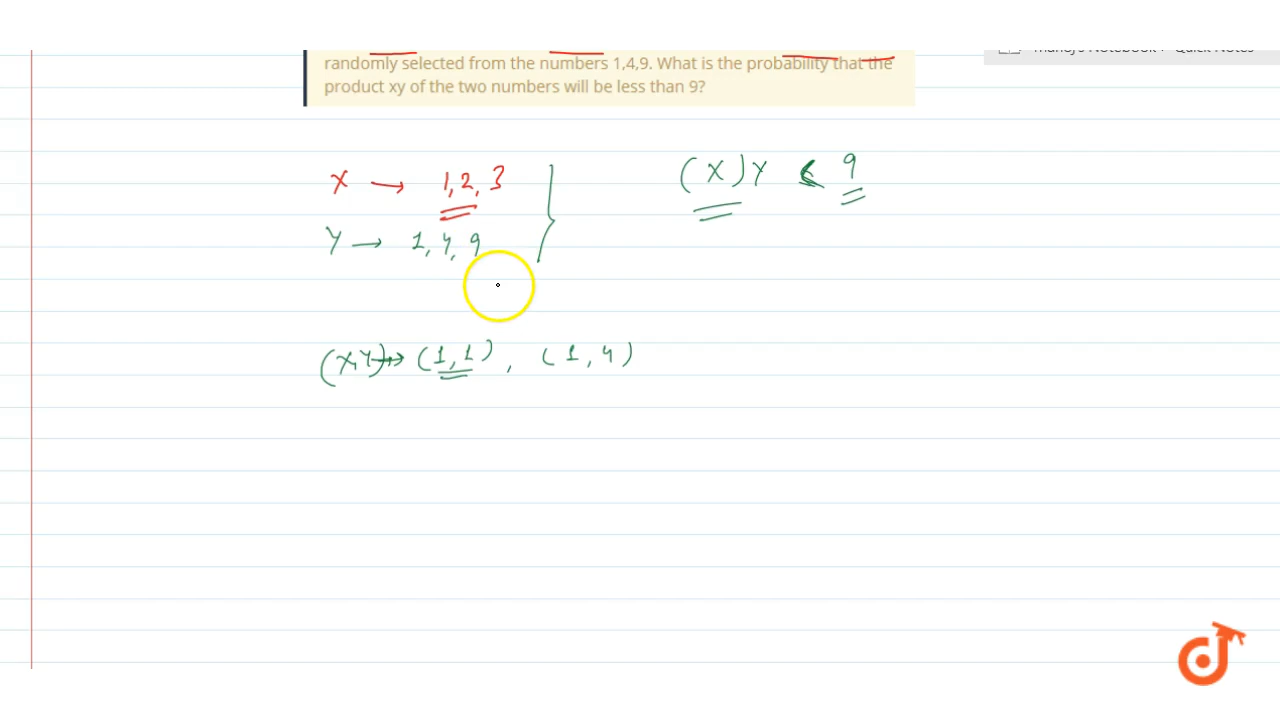 randomly selected from the numbers 1,4,9. What is the probability that the
product xy of the two numbers will be less than 9?
X → 1, 2, 3
(X) Y < 9
Y → 1, 4, 9
(X, Y) → (1, 1), (1, 4)